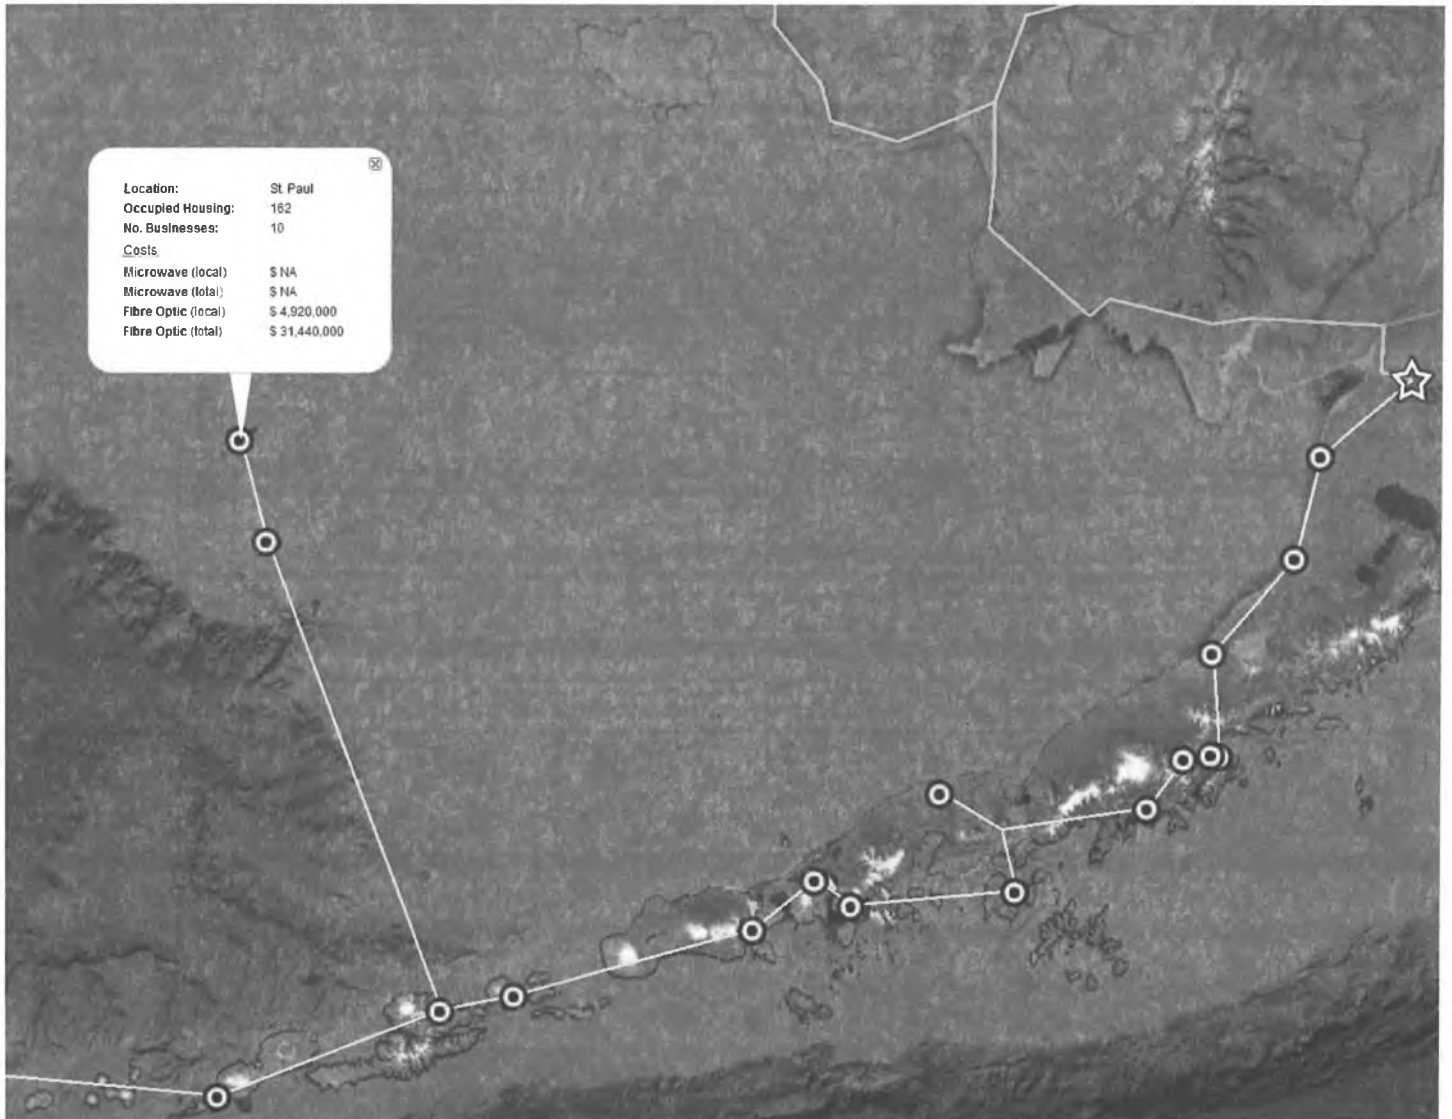 Location: St. Paul
Occupied Housing: 162
No. Businesses: 10
Costs
Microwave (local) $ NA
Microwave (total) $ NA
Fibre Optic (local) $ 4,920,000
Fibre Optic (total) $ 31,440,000